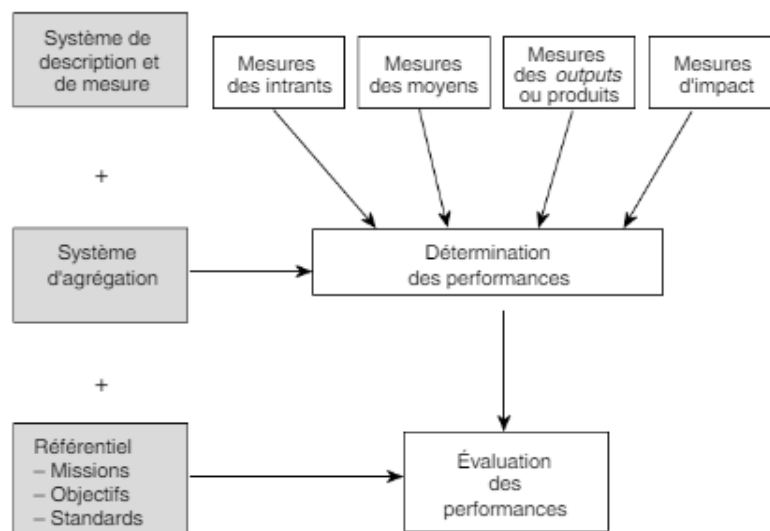 Système de
description et
de mesure
Mesures
des intrants
Mesures
des moyens
Mesures
des outputs
ou produits
Mesures
d'impact
+
Système
d'agrégation
Détermination
des performances
+
Référentiel
– Missions
– Objectifs
– Standards
Évaluation
des
performances